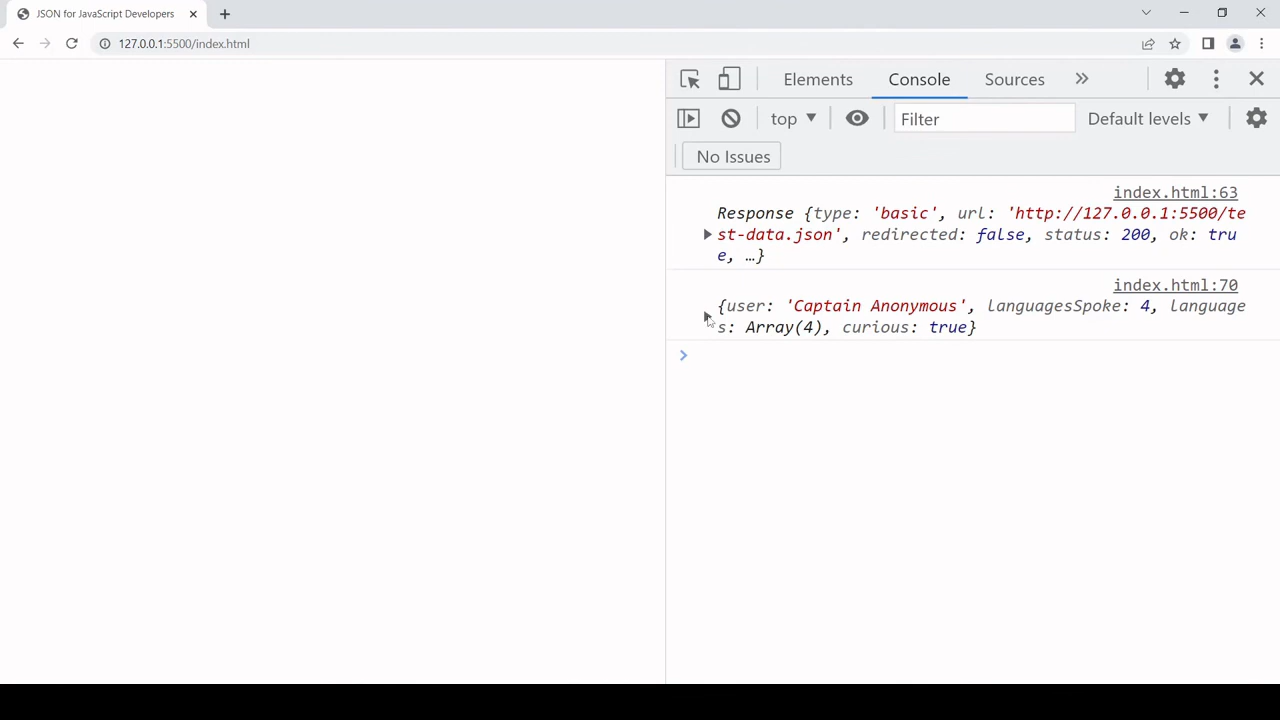 JSON for JavaScript Developers
127.0.0.1:5500/index.html
Elements Console Sources
top Filter Default levels
No Issues
index.html:63
Response {type: 'basic', url: 'http://127.0.0.1:5500/te
st-data.json', redirected: false, status: 200, ok: tru
e, …}
index.html:70
{user: 'Captain Anonymous', languagesSpoke: 4, language
s: Array(4), curious: true}